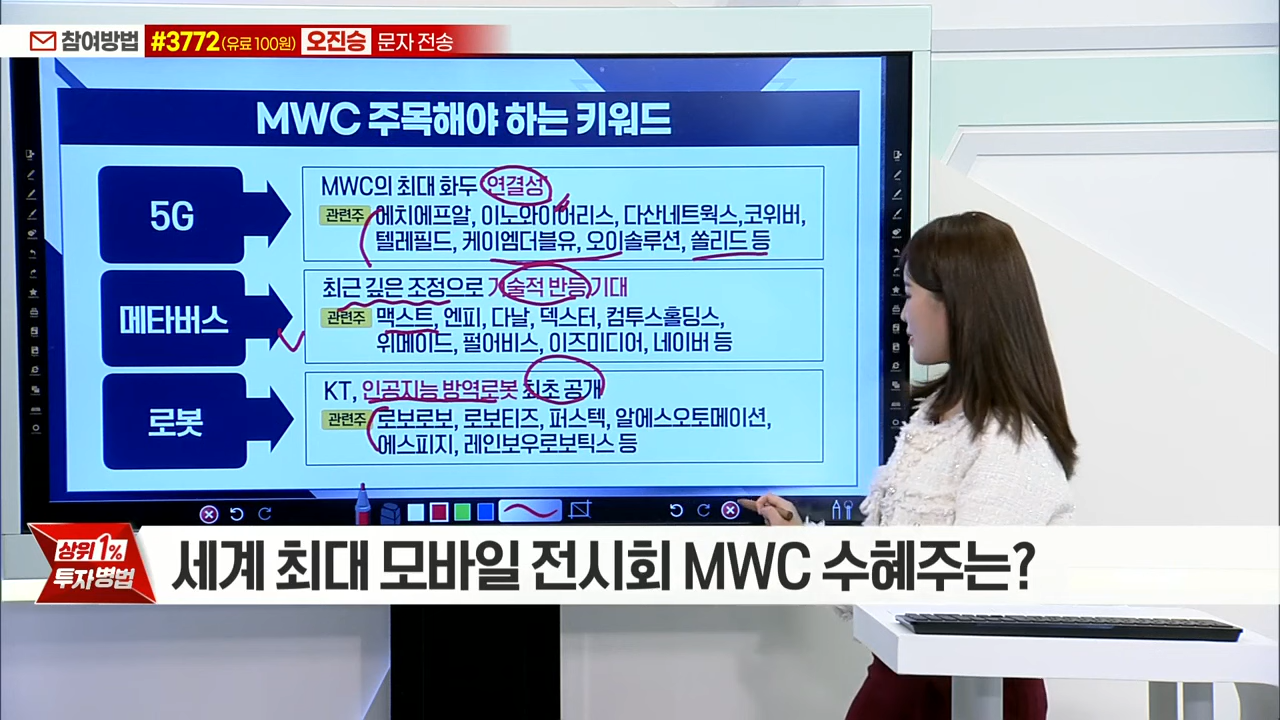 참여방법 #3772(유료 100원) 오진승 문자 전송
MWC 주목해야 하는 키워드
5G
MWC의 최대 화두 연결성
관련주 에치에프알, 이노와이어리스, 다산네트웍스,코위버,
텔레필드, 케이엠더블유, 오이솔루션, 쏠리드 등
메타버스
최근 깊은 조정으로 기술적 반등 기대
관련주 맥스트, 엔피, 다날, 덱스터, 컴투스홀딩스,
위메이드, 펄어비스, 이즈미디어, 네이버 등
로봇
KT, 인공지능 방역로봇 최초 공개
관련주 로보로보, 로보티즈, 퍼스텍, 알에스오토메이션,
에스피지, 레인보우로보틱스 등
상위 1%
투자병법
세계 최대 모바일 전시회 MWC 수혜주는?